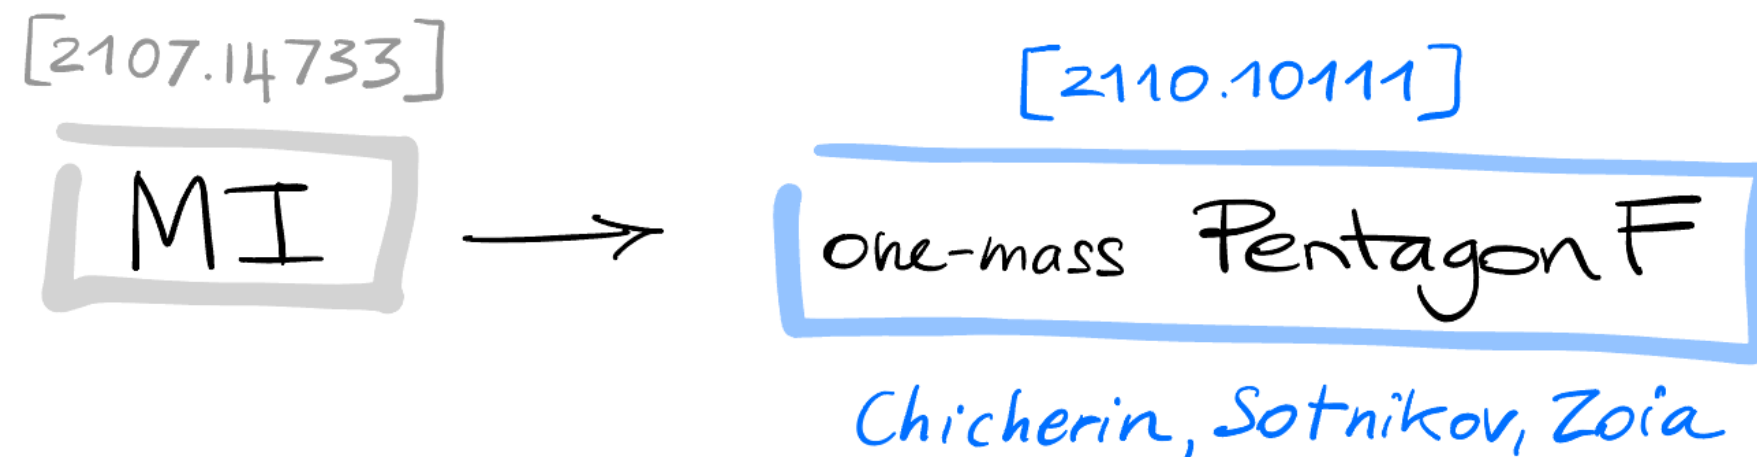 [2107.14733]
[2110.10111]
MI → one-mass Pentagon F
Chicherin, Sotnikov, Zoia